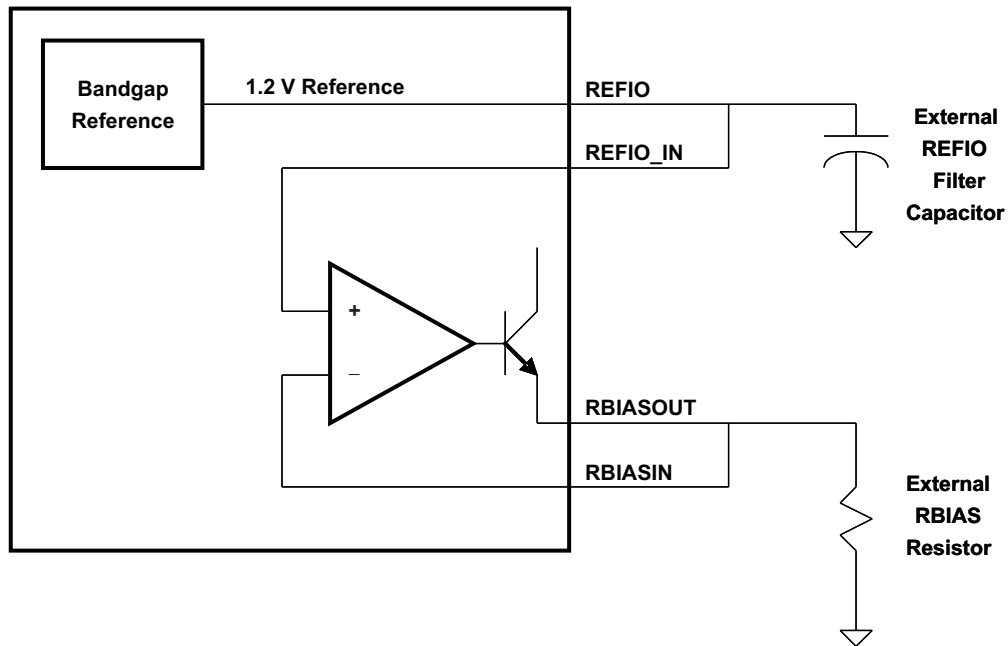 Bandgap
Reference
1.2 V Reference
REFIO
REFIO_IN
External
REFIO
Filter
Capacitor
+
–
RBIASOUT
RBIASIN
External
RBIAS
Resistor